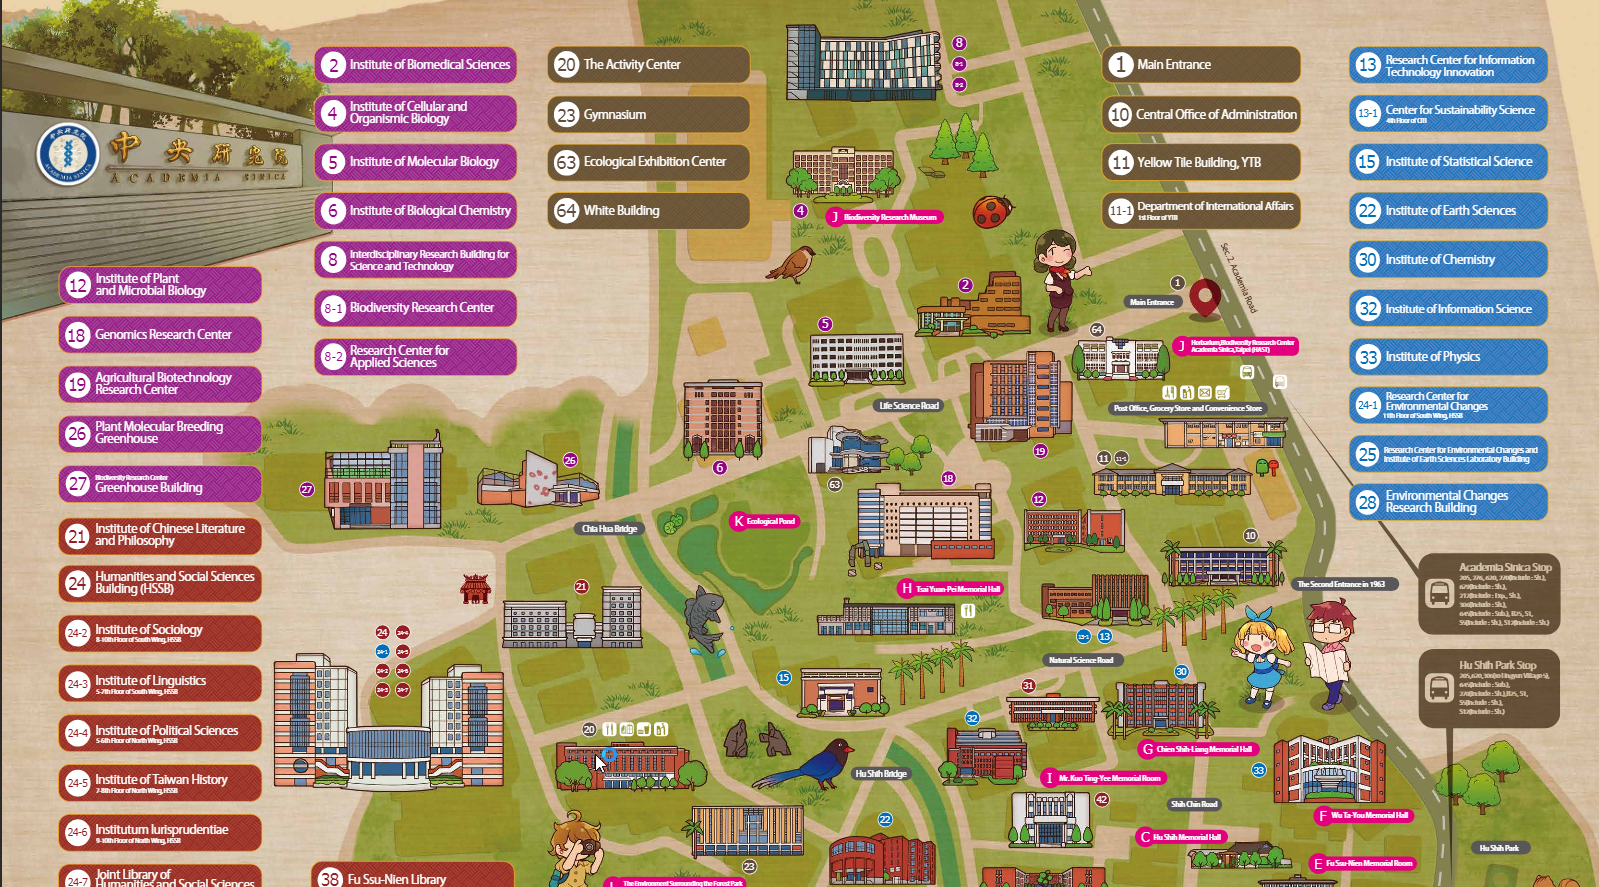 中央研究院
ACADEMIA SINICA
2 Institute of Biomedical Sciences
4 Institute of Cellular and
Organismic Biology
5 Institute of Molecular Biology
6 Institute of Biological Chemistry
8 Interdisciplinary Research Building for
Science and Technology
8-1 Biodiversity Research Center
8-2 Research Center for
Applied Sciences
12 Institute of Plant
and Microbial Biology
18 Genomics Research Center
19 Agricultural Biotechnology
Research Center
26 Plant Molecular Breeding
Greenhouse
27 Biodiversity Research Center
Greenhouse Building
21 Institute of Chinese Literature
and Philosophy
24 Humanities and Social Sciences
Building (HSSB)
24-2 Institute of Sociology
8-10th Floor of South Wing, HSSB
24-3 Institute of Linguistics
5-7th Floor of South Wing, HSSB
24-4 Institute of Political Sciences
5-6th Floor of North Wing, HSSB
24-5 Institute of Taiwan History
7-8th Floor of North Wing, HSSB
24-6 Institutum Iurisprudentiae
9-10th Floor of North Wing, HSSB
24-7 Joint Library of
Humanities and Social Sciences
38 Fu Ssu-Nien Library
20 The Activity Center
23 Gymnasium
63 Ecological Exhibition Center
64 White Building
1 Main Entrance
10 Central Office of Administration
11 Yellow Tile Building, YTB
11-1 Department of International Affairs
1st Floor of YTB
13 Research Center for Information
Technology Innovation
13-1 Center for Sustainability Science
4th Floor of CITI
15 Institute of Statistical Science
22 Institute of Earth Sciences
30 Institute of Chemistry
32 Institute of Information Science
33 Institute of Physics
24-1 Research Center for
Environmental Changes
11th Floor of South Wing, HSSB
25 Research Center for Environmental Changes and
Institute of Earth Sciences Laboratory Building
28 Environmental Changes
Research Building
8
8-1
8-2
4
J Biodiversity Research Museum
Sec. 2, Academia Road
2
1
Main Entrance
5
64
J Herbarium, Biodiversity Research Center
Academia Sinica, Taipei (HAST)
Life Science Road
Post Office, Grocery Store and Convenience Store
6
19
63
18
11
11-1
26
27
12
K Ecological Pond
Chia Hua Bridge
10
Academia Sinica Stop
The Second Entrance in 1963
21
H Tsai Yuan-Pei Memorial Hall
24 24-4
24-1 24-5
24-2 24-6
24-3 24-7
13-1 13
Natural Science Road
15
30
31
Hu Shih Park Stop
20
32
G Chien Shih-Liang Memorial Hall
I Mr. Kuo Ting-Yee Memorial Room
33
Hu Shih Bridge
42
Shih Chin Road
F Wu Ta-You Memorial Hall
22
C Hu Shih Memorial Hall
Hu Shih Park
23
E Fu Ssu-Nien Memorial Room
L The Environment Surrounding the Forest Park